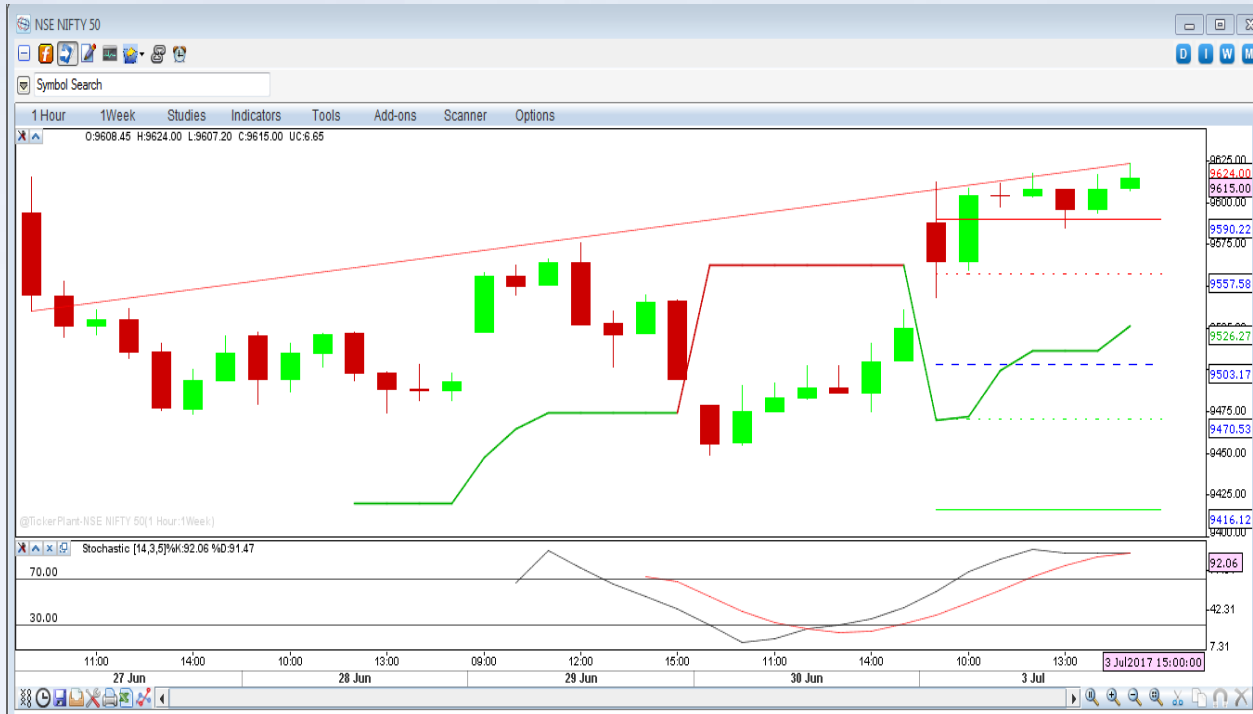 NSE NIFTY 50
D I W M
Symbol Search
1 Hour 1Week Studies Indicators Tools Add-ons Scanner Options
O:9608.45 H:9624.00 L:9607.20 C:9615.00 UC:6.65
9625.00
9624.00
9615.00
9600.00
9590.22
9575.00
9557.58
9526.27
9503.17
9475.00
9470.53
9450.00
9425.00
9416.12
9400.00
@TickerPlant-NSE NIFTY 50(1 Hour:1Week)
Stochastic [14,3,5]%K:92.06 %D:91.47
92.06
70.00
42.31
30.00
7.31
11:00 14:00 10:00 13:00 09:00 12:00 15:00 11:00 14:00 10:00 13:00 3 Jul2017 15:00:00
27 Jun 28 Jun 29 Jun 30 Jun 3 Jul